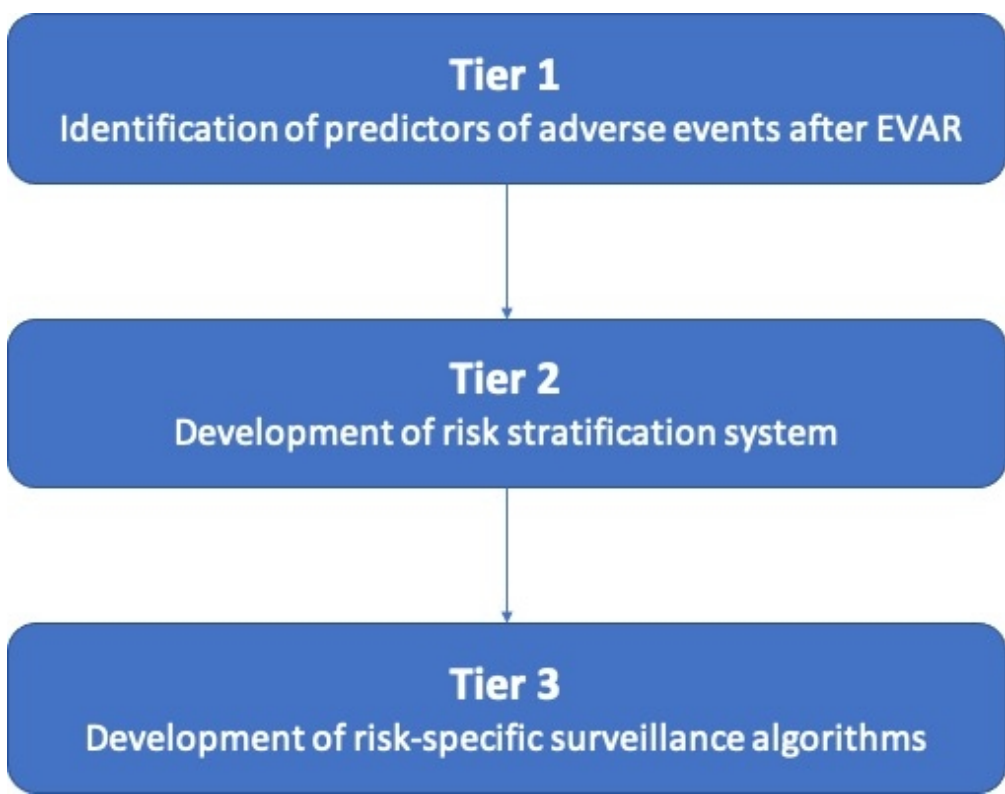 Tier 1
Identification of predictors of adverse events after EVAR
Tier 2
Development of risk stratification system
Tier 3
Development of risk-specific surveillance algorithms